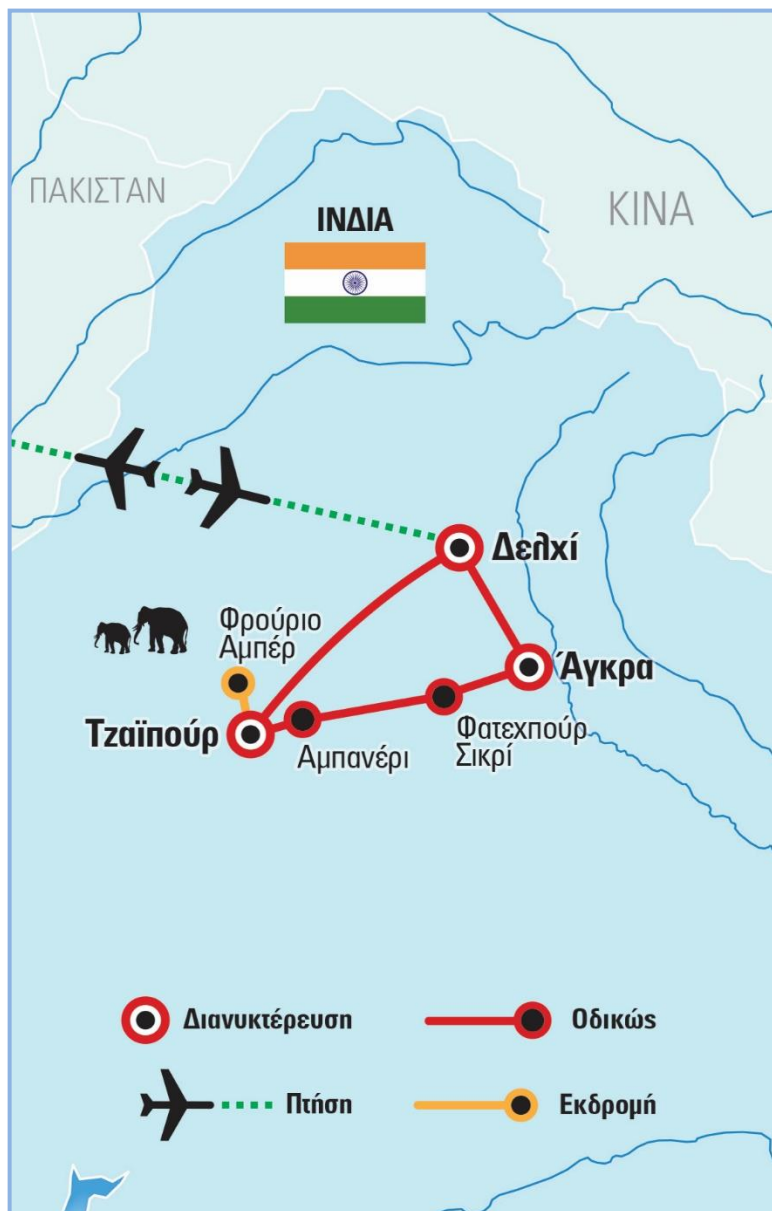 ΠΑΚΙΣΤΑΝ
ΚΙΝΑ
ΙΝΔΙΑ
Δελχί
Φρούριο
Αμπέρ
Άγκρα
Τζαϊπούρ
Αμπανέρι
Φατεχπούρ
Σικρί
Διανυκτέρευση
Οδικώς
Πτήση
Εκδρομή